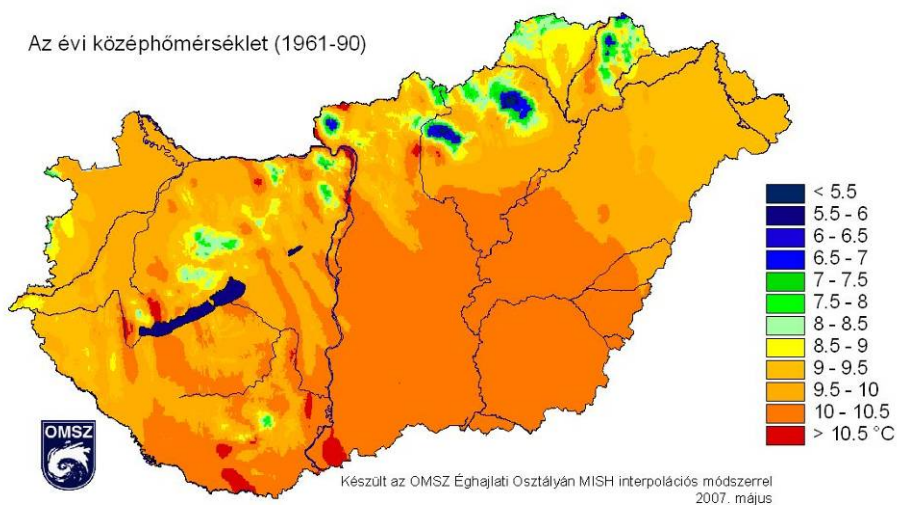 Az évi középhőmérséklet (1961-90)
< 5.5
5.5 - 6
6 - 6.5
6.5 - 7
7 - 7.5
7.5 - 8
8 - 8.5
8.5 - 9
9 - 9.5
9.5 - 10
10 - 10.5
> 10.5 °C
OMSZ
Készült az OMSZ Éghajlati Osztályán MISH interpolációs módszerrel
2007. május